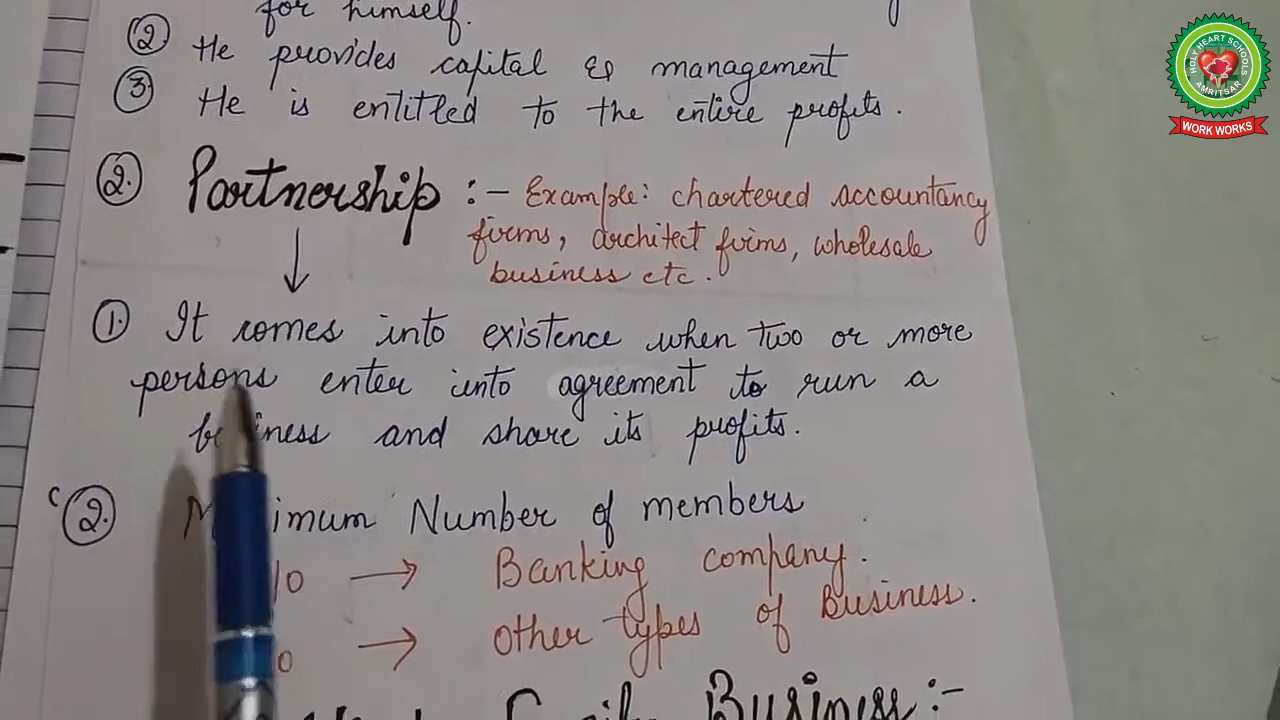 for himself.
② He provides capital & management
③ He is entitled to the entire profits.
②. Partnership :- Example: chartered accountancy
firms, architect firms, wholesale
business etc.
①. It comes into existence when two or more
persons enter into agreement to run a
business and share its profits.
②. Number of members
10 → Banking company.
→ Other types of Business.
Business:-
HOLY HEART SCHOOLS
AMRITSAR
WORK WORKS